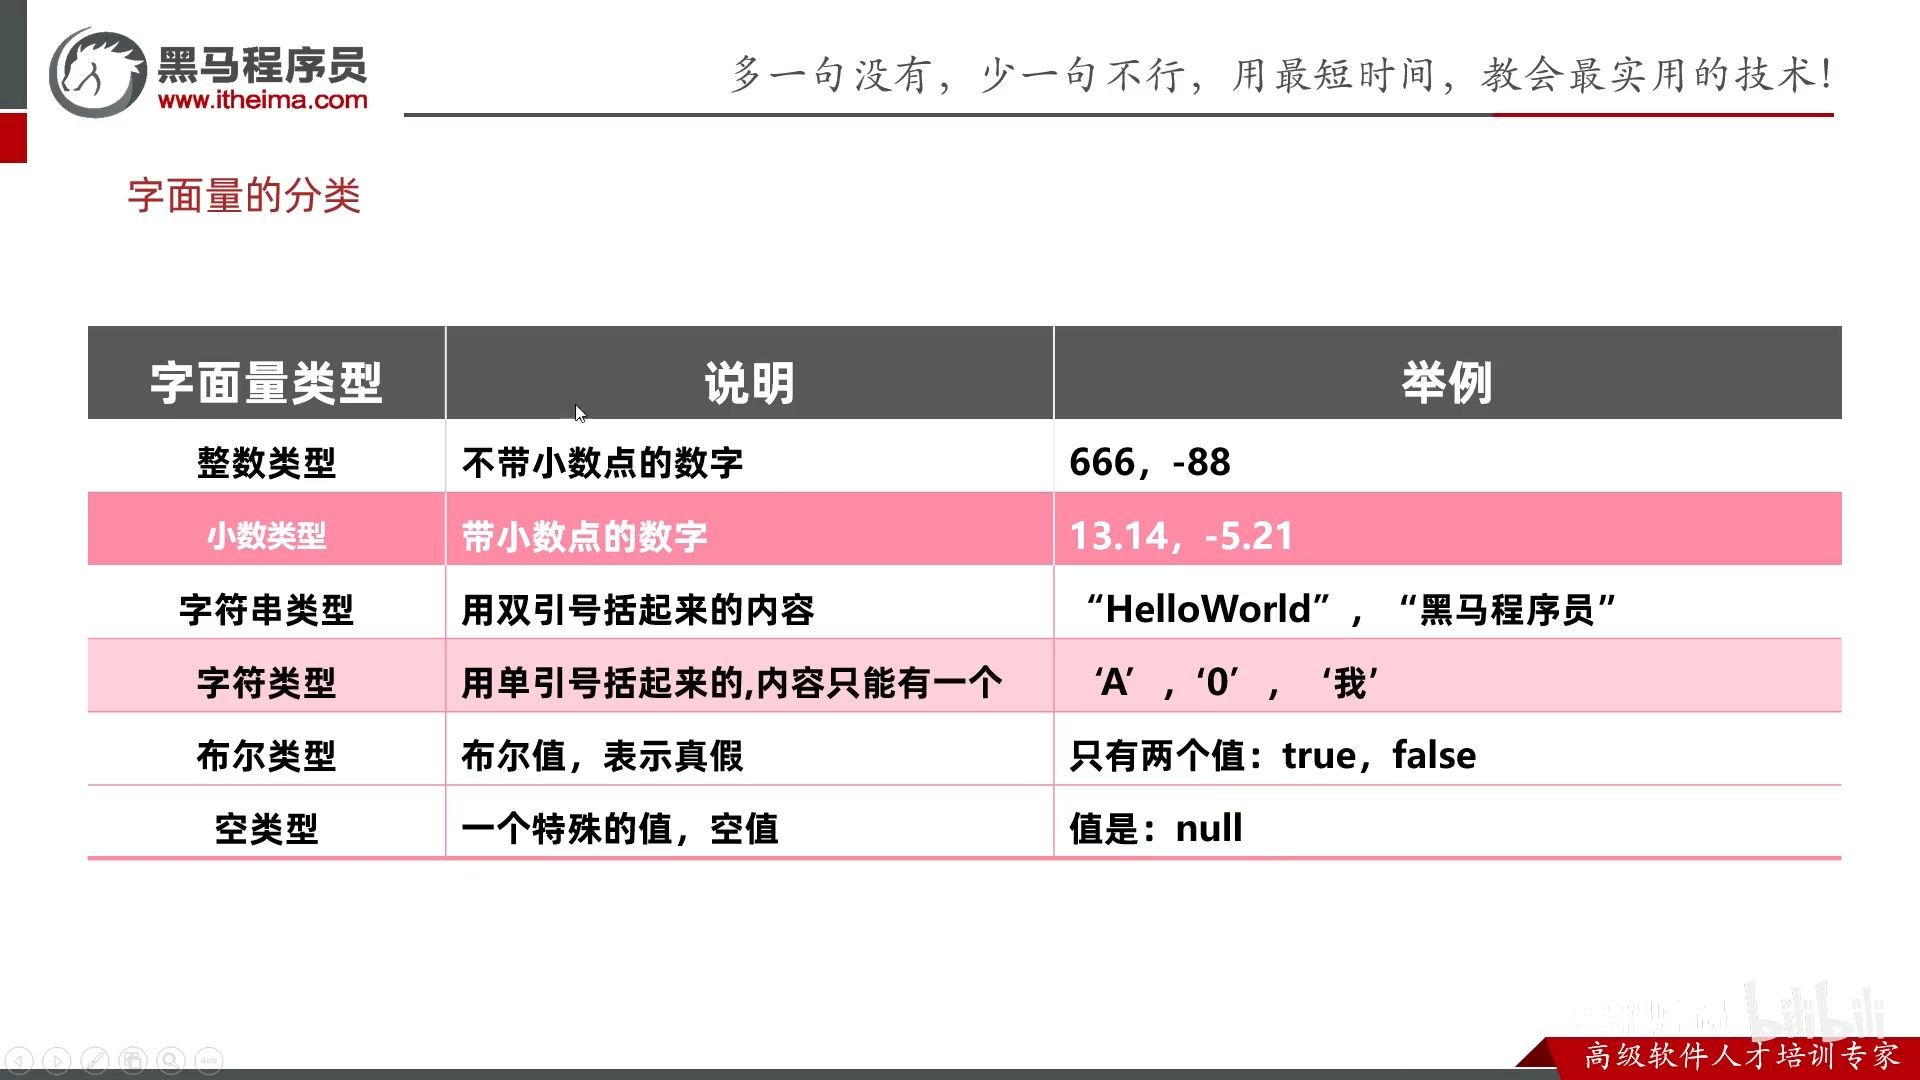 黑马程序员
www.itheima.com
多一句没有，少一句不行，用最短时间，教会最实用的技术！
字面量的分类
字面量类型 说明 举例
整数类型 不带小数点的数字 666，-88
小数类型 带小数点的数字 13.14，-5.21
字符串类型 用双引号括起来的内容 “HelloWorld”，“黑马程序员”
字符类型 用单引号括起来的,内容只能有一个 ‘A’，‘0’，‘我’
布尔类型 布尔值，表示真假 只有两个值：true，false
空类型 一个特殊的值，空值 值是：null
bilibili
高级软件人才培训专家